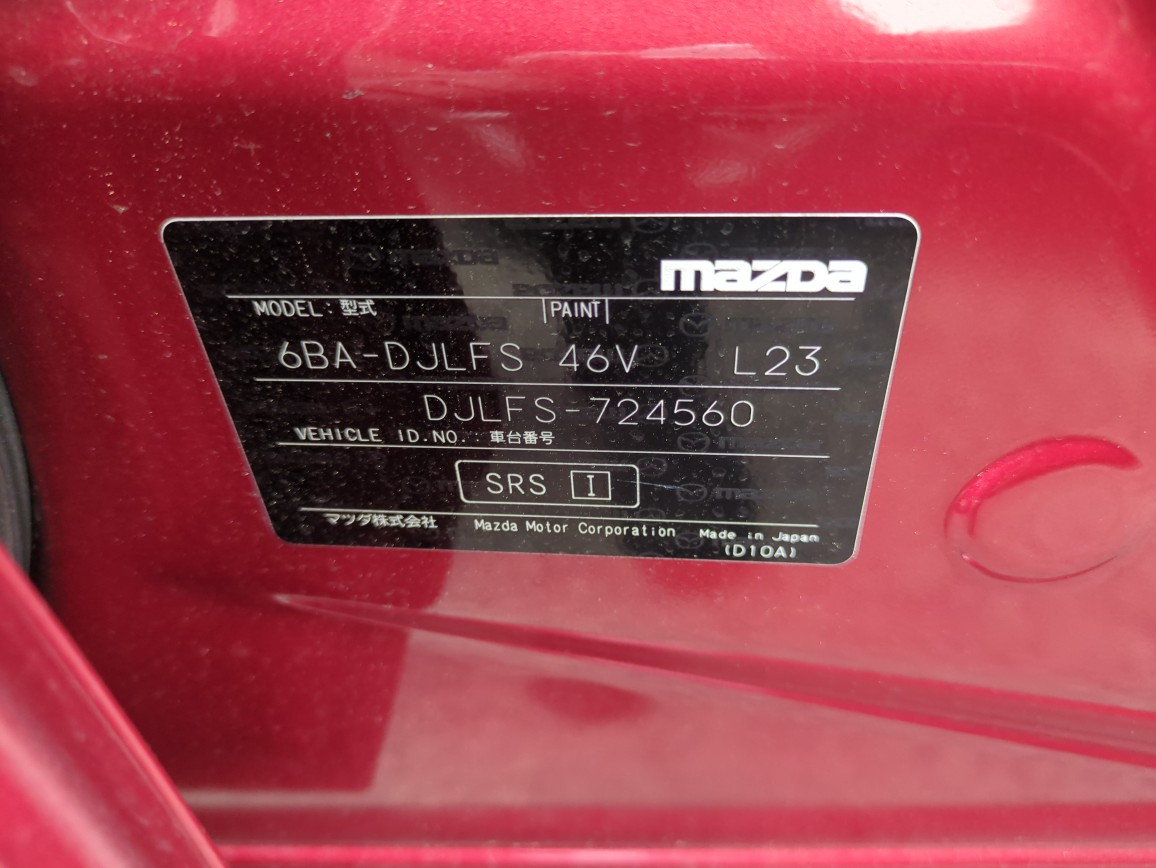 mazda
MODEL : 型式 PAINT
6BA-DJLFS 46V L23
DJLFS-724560
VEHICLE ID.NO. : 車台番号
SRS I
マツダ株式会社 Mazda Motor Corporation Made in Japan
(D10A)